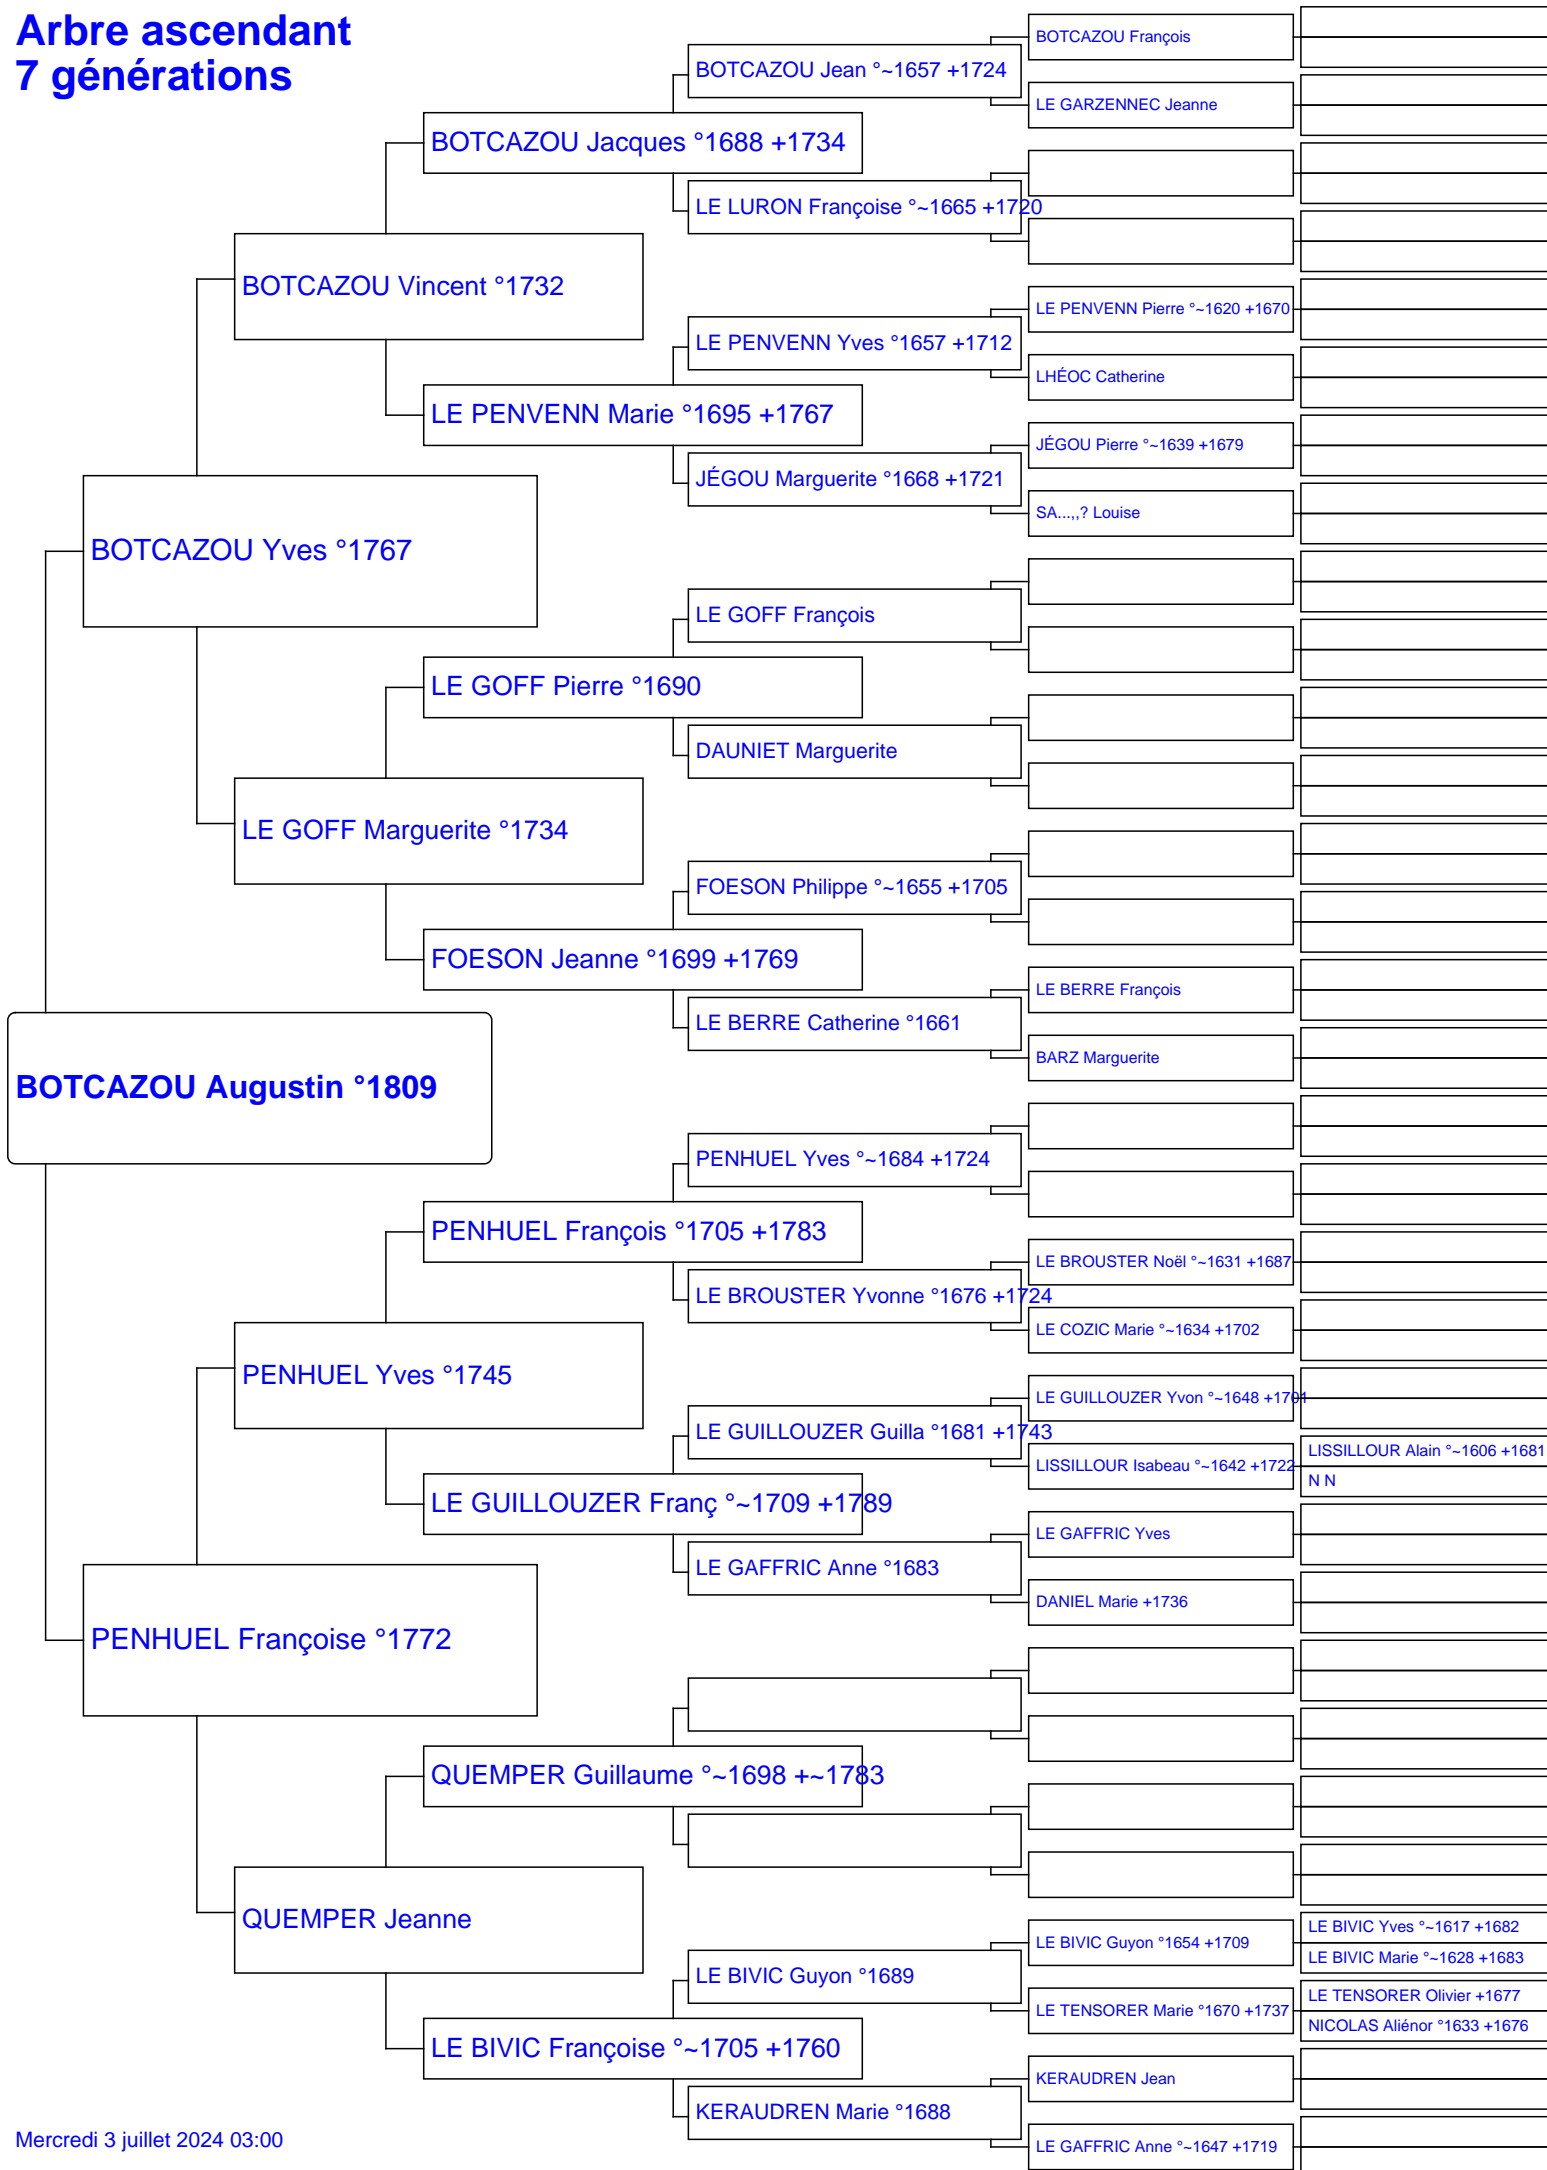 Arbre ascendant
7 générations
BOTCAZOU François
BOTCAZOU Jean °~1657 +1724
LE GARZENNEC Jeanne
BOTCAZOU Jacques °1688 +1734
LE LURON Françoise °~1665 +1720
BOTCAZOU Vincent °1732
LE PENVENN Pierre °~1620 +1670
LE PENVENN Yves °1657 +1712
LHÉOC Catherine
LE PENVENN Marie °1695 +1767
JÉGOU Pierre °~1639 +1679
JÉGOU Marguerite °1668 +1721
SA...,,? Louise
BOTCAZOU Yves °1767
LE GOFF François
LE GOFF Pierre °1690
DAUNIET Marguerite
LE GOFF Marguerite °1734
FOESON Philippe °~1655 +1705
FOESON Jeanne °1699 +1769
LE BERRE François
LE BERRE Catherine °1661
BARZ Marguerite
BOTCAZOU Augustin °1809
PENHUEL Yves °~1684 +1724
PENHUEL François °1705 +1783
LE BROUSTER Noël °~1631 +1687
LE BROUSTER Yvonne °1676 +1724
LE COZIC Marie °~1634 +1702
PENHUEL Yves °1745
LE GUILLOUZER Yvon °~1648 +1701
LE GUILLOUZER Guilla °1681 +1743
LISSILLOUR Alain °~1606 +1681
LISSILLOUR Isabeau °~1642 +1722
N N
LE GUILLOUZER Franç °~1709 +1789
LE GAFFRIC Yves
LE GAFFRIC Anne °1683
DANIEL Marie +1736
PENHUEL Françoise °1772
QUEMPER Guillaume °~1698 +~1783
QUEMPER Jeanne
LE BIVIC Yves °~1617 +1682
LE BIVIC Guyon °1654 +1709
LE BIVIC Marie °~1628 +1683
LE BIVIC Guyon °1689
LE TENSORER Olivier +1677
LE TENSORER Marie °1670 +1737
NICOLAS Aliénor °1633 +1676
LE BIVIC Françoise °~1705 +1760
KERAUDREN Jean
KERAUDREN Marie °1688
LE GAFFRIC Anne °~1647 +1719
Mercredi 3 juillet 2024 03:00